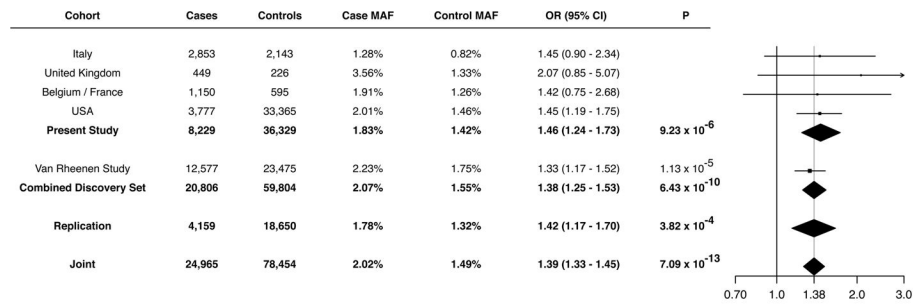 Cohort Cases Controls Case MAF Control MAF OR (95% CI) P
Italy 2,853 2,143 1.28% 0.82% 1.45 (0.90 - 2.34)
United Kingdom 449 226 3.56% 1.33% 2.07 (0.85 - 5.07)
Belgium / France 1,150 595 1.91% 1.26% 1.42 (0.75 - 2.68)
USA 3,777 33,365 2.01% 1.46% 1.45 (1.19 - 1.75)
Present Study 8,229 36,329 1.83% 1.42% 1.46 (1.24 - 1.73) 9.23 x 10^-6
Van Rheenen Study 12,577 23,475 2.23% 1.75% 1.33 (1.17 - 1.52) 1.13 x 10^-5
Combined Discovery Set 20,806 59,804 2.07% 1.55% 1.38 (1.25 - 1.53) 6.43 x 10^-10
Replication 4,159 18,650 1.78% 1.32% 1.42 (1.17 - 1.70) 3.82 x 10^-4
Joint 24,965 78,454 2.02% 1.49% 1.39 (1.33 - 1.45) 7.09 x 10^-13
0.70 1.0 1.38 2.0 3.0